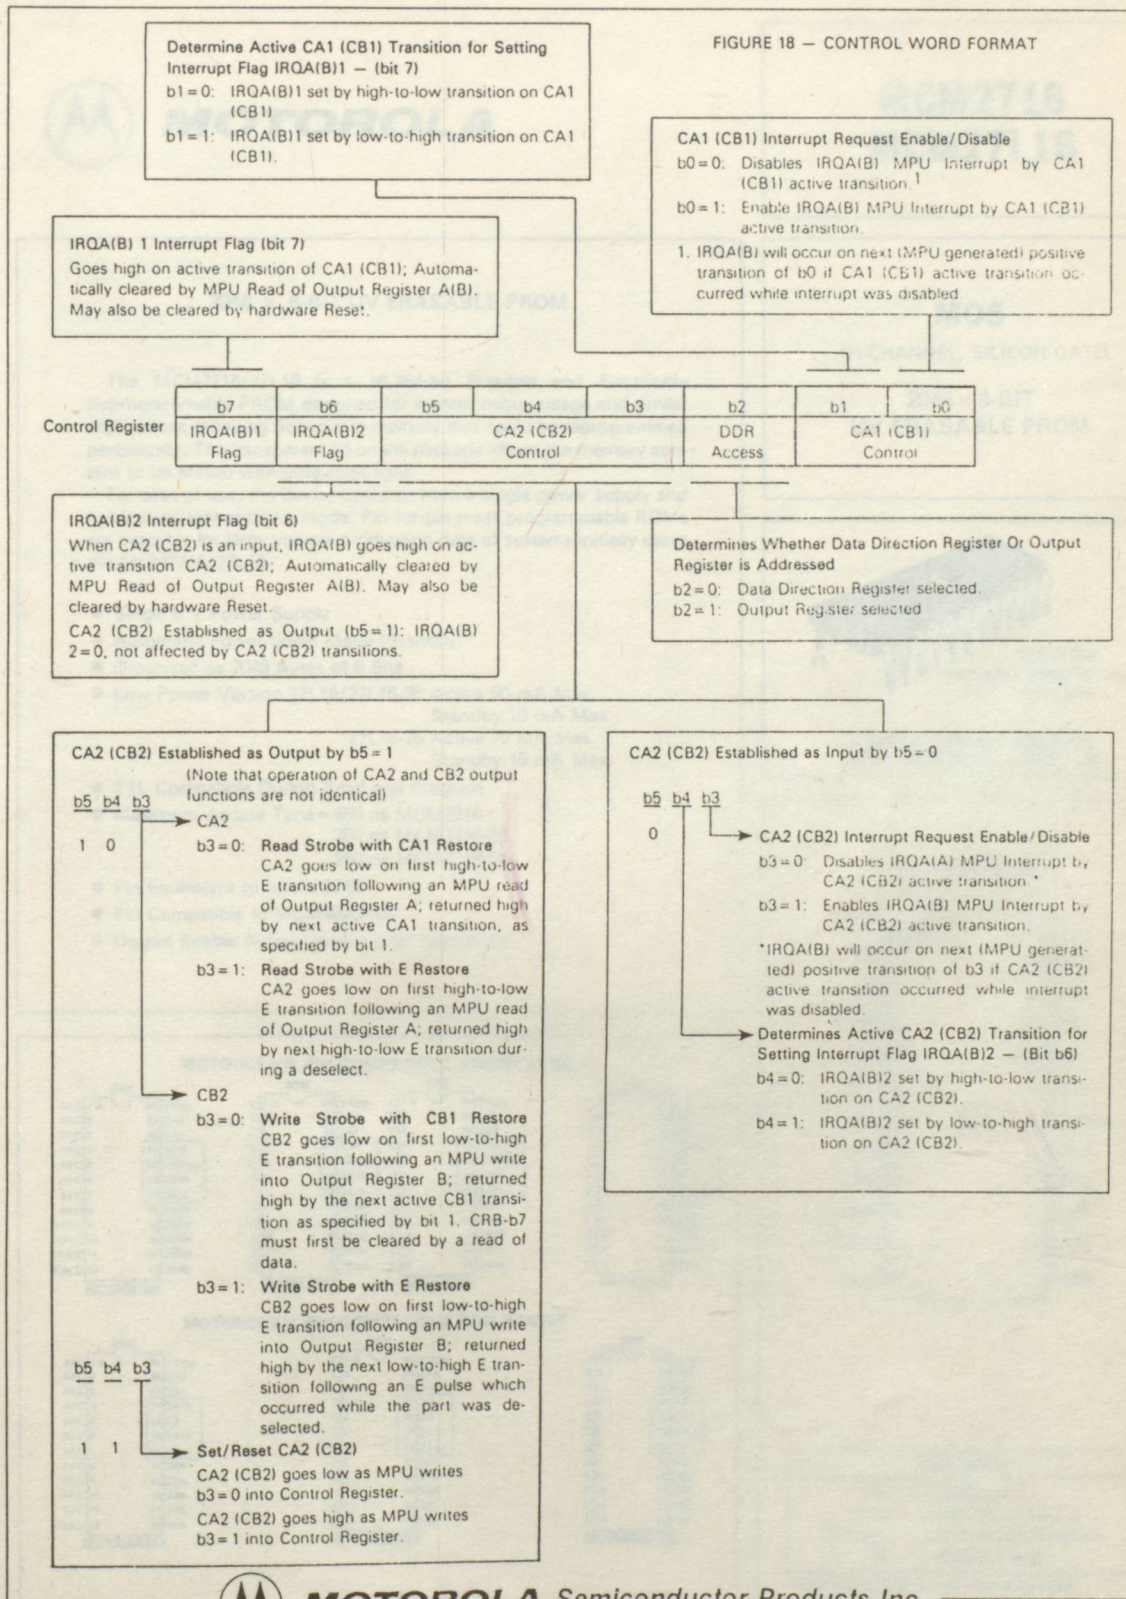 FIGURE 18 — CONTROL WORD FORMAT
Determine Active CA1 (CB1) Transition for Setting
Interrupt Flag IRQA(B)1 — (bit 7)
b1 = 0: IRQA(B)1 set by high-to-low transition on CA1
(CB1)
b1 = 1: IRQA(B)1 set by low-to-high transition on CA1
(CB1).
CA1 (CB1) Interrupt Request Enable/Disable
b0 = 0: Disables IRQA(B) MPU Interrupt by CA1
(CB1) active transition.1
b0 = 1: Enable IRQA(B) MPU Interrupt by CA1 (CB1)
active transition.
1. IRQA(B) will occur on next (MPU generated) positive
transition of b0 if CA1 (CB1) active transition oc-
curred while interrupt was disabled.
IRQA(B) 1 Interrupt Flag (bit 7)
Goes high on active transition of CA1 (CB1); Automa-
tically cleared by MPU Read of Output Register A(B).
May also be cleared by hardware Reset.
b7 b6 b5 b4 b3 b2 b1 b0
Control Register IRQA(B)1 IRQA(B)2 CA2 (CB2) DDR CA1 (CB1)
Flag Flag Control Access Control
IRQA(B)2 Interrupt Flag (bit 6)
When CA2 (CB2) is an input, IRQA(B) goes high on ac-
tive transition CA2 (CB2); Automatically cleared by
MPU Read of Output Register A(B). May also be
cleared by hardware Reset.
CA2 (CB2) Established as Output (b5 = 1): IRQA(B)
2 = 0, not affected by CA2 (CB2) transitions.
Determines Whether Data Direction Register Or Output
Register is Addressed
b2 = 0: Data Direction Register selected.
b2 = 1: Output Register selected
CA2 (CB2) Established as Output by b5 = 1
(Note that operation of CA2 and CB2 output
functions are not identical)
b5 b4 b3
CA2
1 0
b3 = 0: Read Strobe with CA1 Restore
CA2 goes low on first high-to-low
E transition following an MPU read
of Output Register A; returned high
by next active CA1 transition, as
specified by bit 1.
b3 = 1: Read Strobe with E Restore
CA2 goes low on first high-to-low
E transition following an MPU read
of Output Register A; returned high
by next high-to-low E transition dur-
ing a deselect.
CB2
b3 = 0: Write Strobe with CB1 Restore
CB2 goes low on first low-to-high
E transition following an MPU write
into Output Register B; returned
high by the next active CB1 transi-
tion as specified by bit 1. CRB-b7
must first be cleared by a read of
data.
b3 = 1: Write Strobe with E Restore
CB2 goes low on first low-to-high
E transition following an MPU write
into Output Register B; returned
high by the next low-to-high E tran-
sition following an E pulse which
occurred while the part was de-
selected.
b5 b4 b3
1 1 Set/Reset CA2 (CB2)
CA2 (CB2) goes low as MPU writes
b3 = 0 into Control Register.
CA2 (CB2) goes high as MPU writes
b3 = 1 into Control Register.
CA2 (CB2) Established as Input by b5 = 0
b5 b4 b3
0
CA2 (CB2) Interrupt Request Enable/Disable
b3 = 0: Disables IRQA(A) MPU Interrupt by
CA2 (CB2) active transition.*
b3 = 1: Enables IRQA(B) MPU Interrupt by
CA2 (CB2) active transition.
*IRQA(B) will occur on next (MPU generat-
ted) positive transition of b3 if CA2 (CB2)
active transition occurred while interrupt
was disabled.
Determines Active CA2 (CB2) Transition for
Setting Interrupt Flag IRQA(B)2 — (Bit b6)
b4 = 0: IRQA(B)2 set by high-to-low transi-
tion on CA2 (CB2).
b4 = 1: IRQA(B)2 set by low-to-high transi-
tion on CA2 (CB2).
MOTOROLA Semiconductor Products Inc.